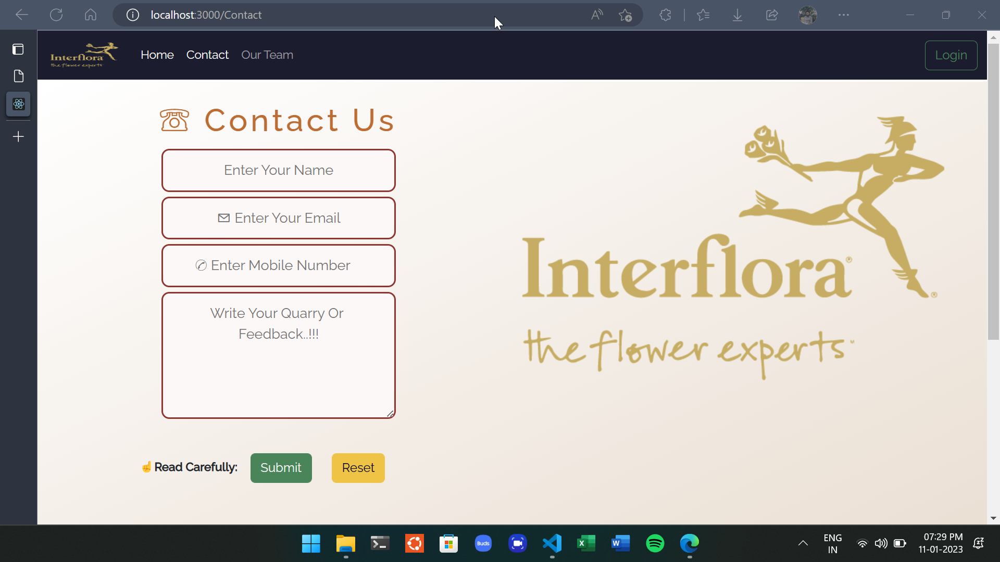 localhost:3000/Contact
Interflora
the flower experts
Home
Contact
Our Team
Login
☏ Contact Us
Enter Your Name
✉ Enter Your Email
✆ Enter Mobile Number
Write Your Quarry Or
Feedback..!!!
Interflora®
®
the flower experts™
☝Read Carefully:
Submit
Reset
Buds
ENG
IN
07:29 PM
11-01-2023